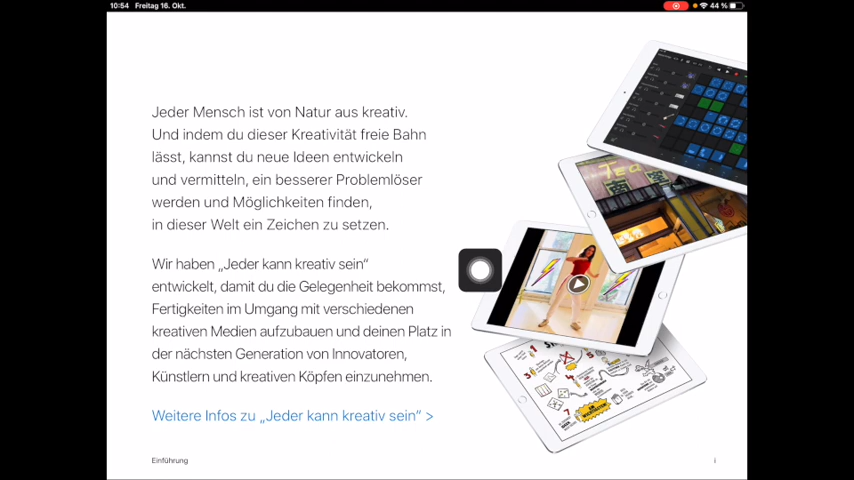 10:54 Freitag 16. Okt.
44 %
Jeder Mensch ist von Natur aus kreativ.
Und indem du dieser Kreativität freie Bahn
lässt, kannst du neue Ideen entwickeln
und vermitteln, ein besserer Problemlöser
werden und Möglichkeiten finden,
in dieser Welt ein Zeichen zu setzen.
Wir haben „Jeder kann kreativ sein“
entwickelt, damit du die Gelegenheit bekommst,
Fertigkeiten im Umgang mit verschiedenen
kreativen Medien aufzubauen und deinen Platz in
der nächsten Generation von Innovatoren,
Künstlern und kreativen Köpfen einzunehmen.
Weitere Infos zu „Jeder kann kreativ sein“ >
Einführung
i